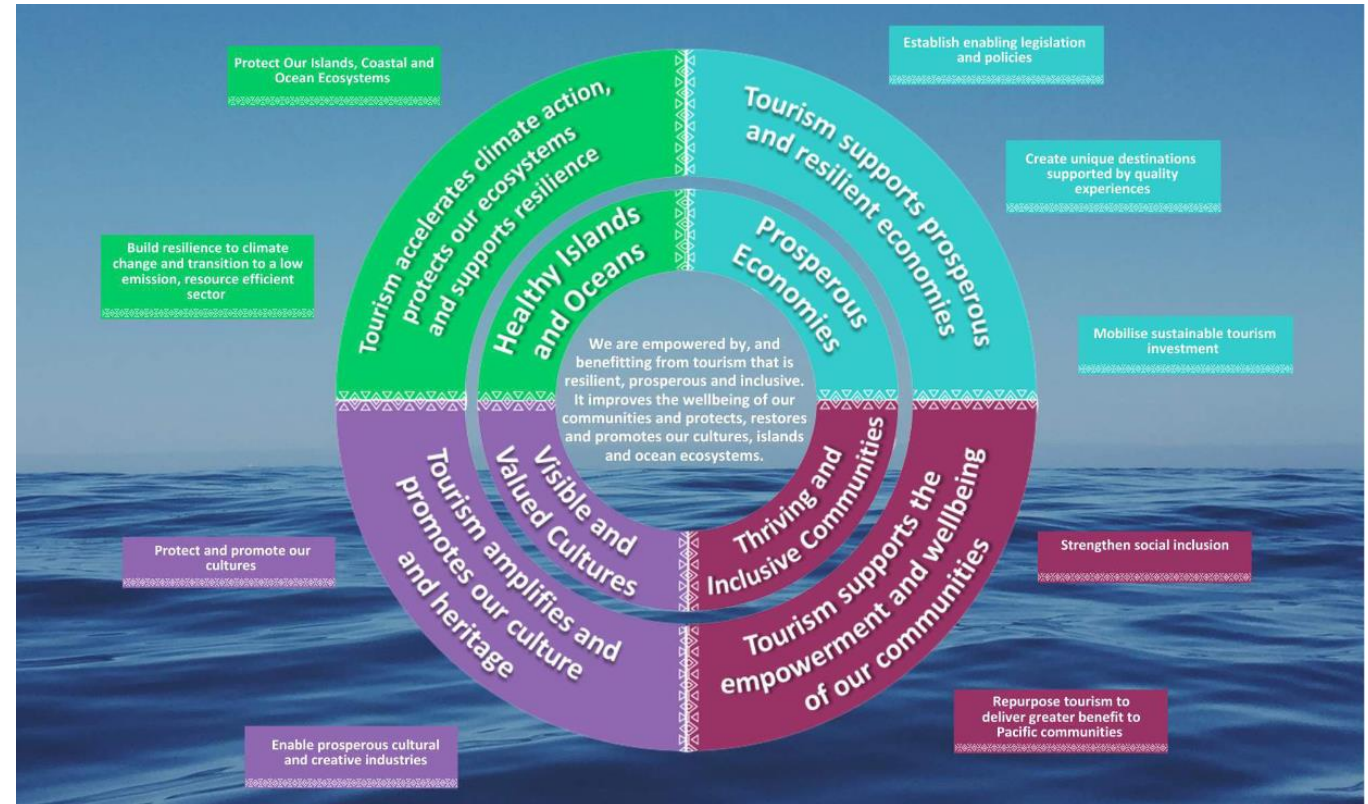 Protect Our Islands, Coastal and
Ocean Ecosystems
Build resilience to climate
change and transition to a low
emission, resource efficient
sector
Tourism accelerates climate action,
protects our ecosystems
and supports resilience
Healthy Islands
and Oceans
Establish enabling legislation
and policies
Create unique destinations
supported by quality
experiences
Mobilise sustainable tourism
investment
Tourism supports prosperous
and resilient economies
Prosperous
Economies
We are empowered by, and
benefitting from tourism that is
resilient, prosperous and inclusive.
It improves the wellbeing of our
communities and protects, restores
and promotes our cultures, islands
and ocean ecosystems.
Visible and
Valued Cultures
Tourism amplifies and
promotes our culture
and heritage
Protect and promote our
cultures
Enable prosperous cultural
and creative industries
Thriving and
Inclusive Communities
Tourism supports the
empowerment and wellbeing
of our communities
Strengthen social inclusion
Repurpose tourism to
deliver greater benefit to
Pacific communities